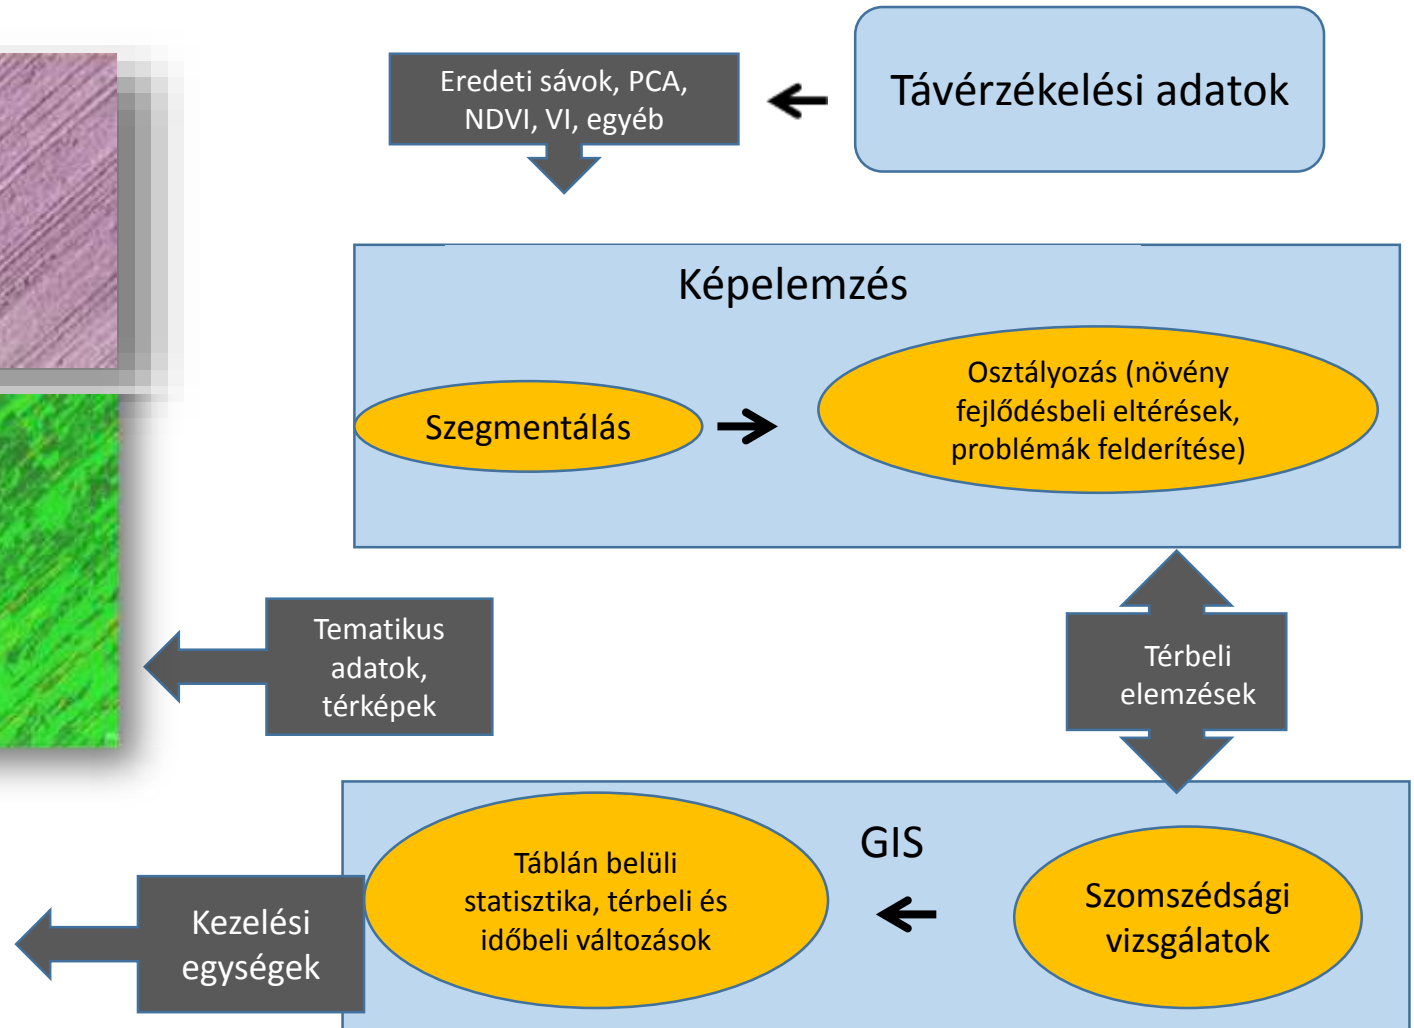 Távérzékelési adatok
Eredeti sávok, PCA,
NDVI, VI, egyéb
Képelemzés
Szegmentálás
Osztályozás (növény
fejlődésbeli eltérések,
problémák felderítése)
Tematikus
adatok,
térképek
Térbeli
elemzések
GIS
Szomszédsági
vizsgálatok
Táblán belüli
statisztika, térbeli és
időbeli változások
Kezelési
egységek